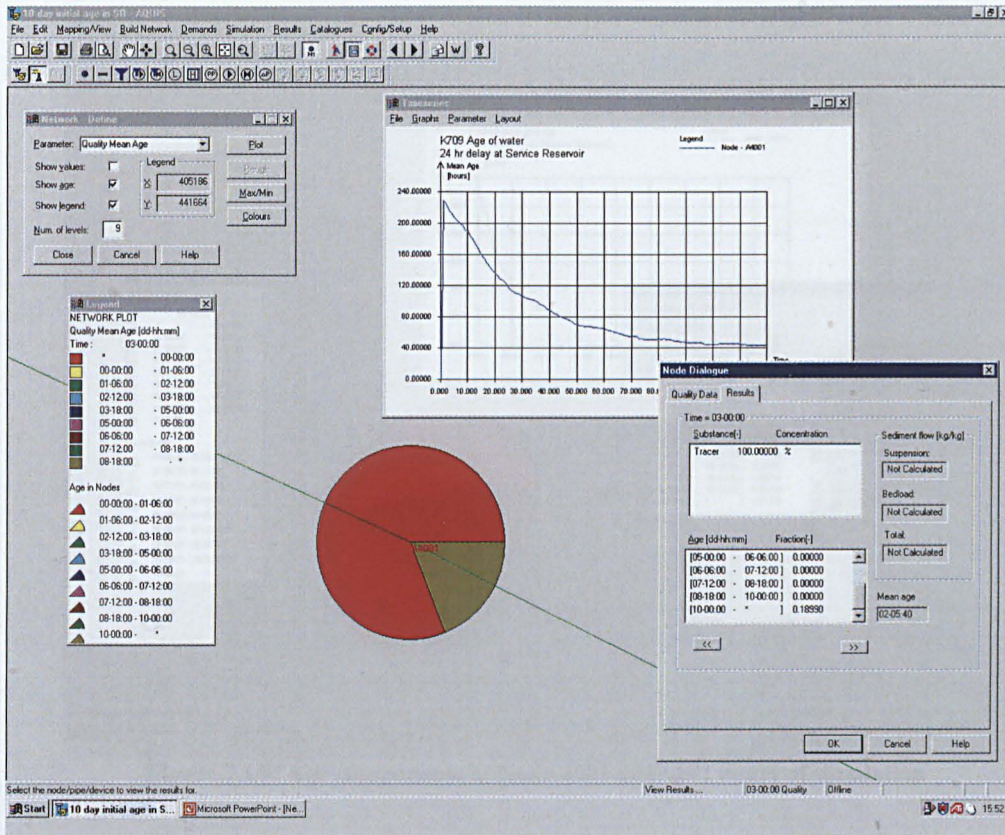 10 day initial age in SR - AQUIS
File Edit Mapping/View Build Network Demands Simulation Results Catalogues Config/Setup Help
Network Define
Parameter: Quality Mean Age
Plot
Show values:
Legend
Show age:
X: 405186
Max/Min
Show legend:
Y: 441664
Colours
Num. of levels: 9
Close Cancel Help
Legend
NETWORK PLOT
Quality Mean Age [dd-hh:mm]
Time : 03-00:00
* - 00-00:00
00-00:00 - 01-06:00
01-06:00 - 02-12:00
02-12:00 - 03-18:00
03-18:00 - 05-00:00
05-00:00 - 06-06:00
06-06:00 - 07-12:00
07-12:00 - 08-18:00
08-18:00 - *
Age in Nodes
00-00:00 - 01-06:00
01-06:00 - 02-12:00
02-12:00 - 03-18:00
03-18:00 - 05-00:00
05-00:00 - 06-06:00
06-06:00 - 07-12:00
07-12:00 - 08-18:00
08-18:00 - 10-00:00
10-00:00 - *
Timeseries
File Graphs Parameter Layout
K709 Age of water
24 hr delay at Service Reservoir
Legend
Node - A4001
Mean Age
[hours]
240.00000
200.00000
160.00000
120.00000
80.00000
40.00000
0.00000
0.000 10.000 20.000 30.000 40.000 50.000 60.000 70.000
Time
Node Dialogue
Quality Data Results
Time = 03-00:00
Substance[-] Concentration
Tracer 100.00000 %
Sediment flow [kg/kg]
Suspension:
Not Calculated
Bedload:
Not Calculated
Total:
Not Calculated
Age [dd-hh:mm] Fraction[-]
[05-00:00 - 06-06:00 ] 0.00000
[06-06:00 - 07-12:00 ] 0.00000
[07-12:00 - 08-18:00 ] 0.00000
[08-18:00 - 10-00:00 ] 0.00000
[10-00:00 - * ] 0.18990
Mean age
02-05:40
<< >>
OK Cancel Help
Select the node/pipe/device to view the results for.
View Results ... 03-00:00 Quality Offline
Start 10 day initial age in S... Microsoft PowerPoint - [Ne...
15:52